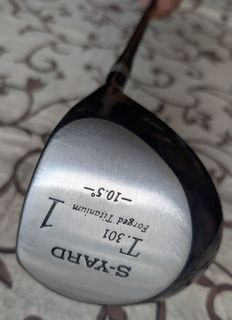 S-YARD
T.301
Forged Titanium
1
—10.5°—